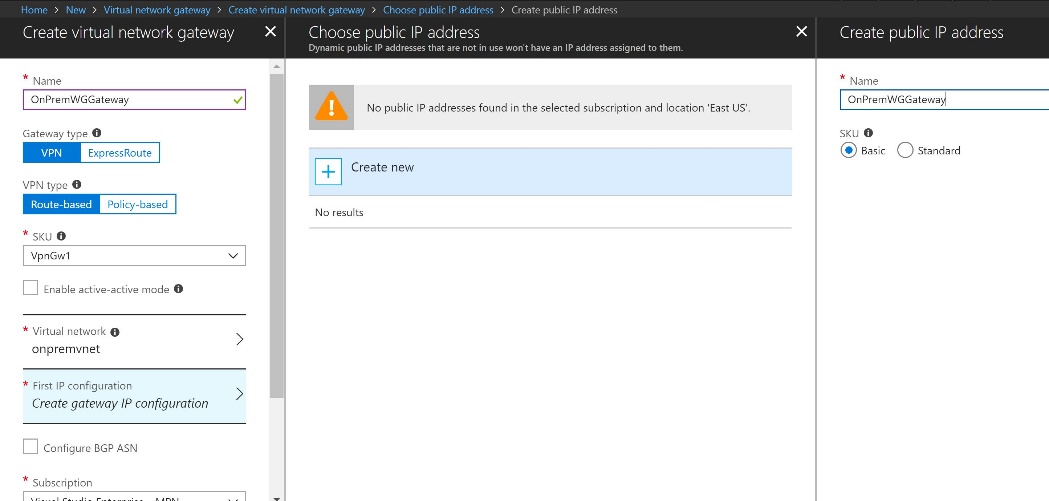 Home > New > Virtual network gateway > Create virtual network gateway > Choose public IP address > Create public IP address
Create virtual network gateway
* Name
OnPremWGGateway
Gateway type
VPN ExpressRoute
VPN type
Route-based Policy-based
* SKU
VpnGw1
Enable active-active mode
* Virtual network
onpremvnet
* First IP configuration
Create gateway IP configuration
Configure BGP ASN
* Subscription
Visual Studio Enterprise – MPN
Choose public IP address
Dynamic public IP addresses that are not in use won't have an IP address assigned to them.
No public IP addresses found in the selected subscription and location 'East US'.
Create new
No results
Create public IP address
* Name
OnPremWGGateway
SKU
Basic Standard